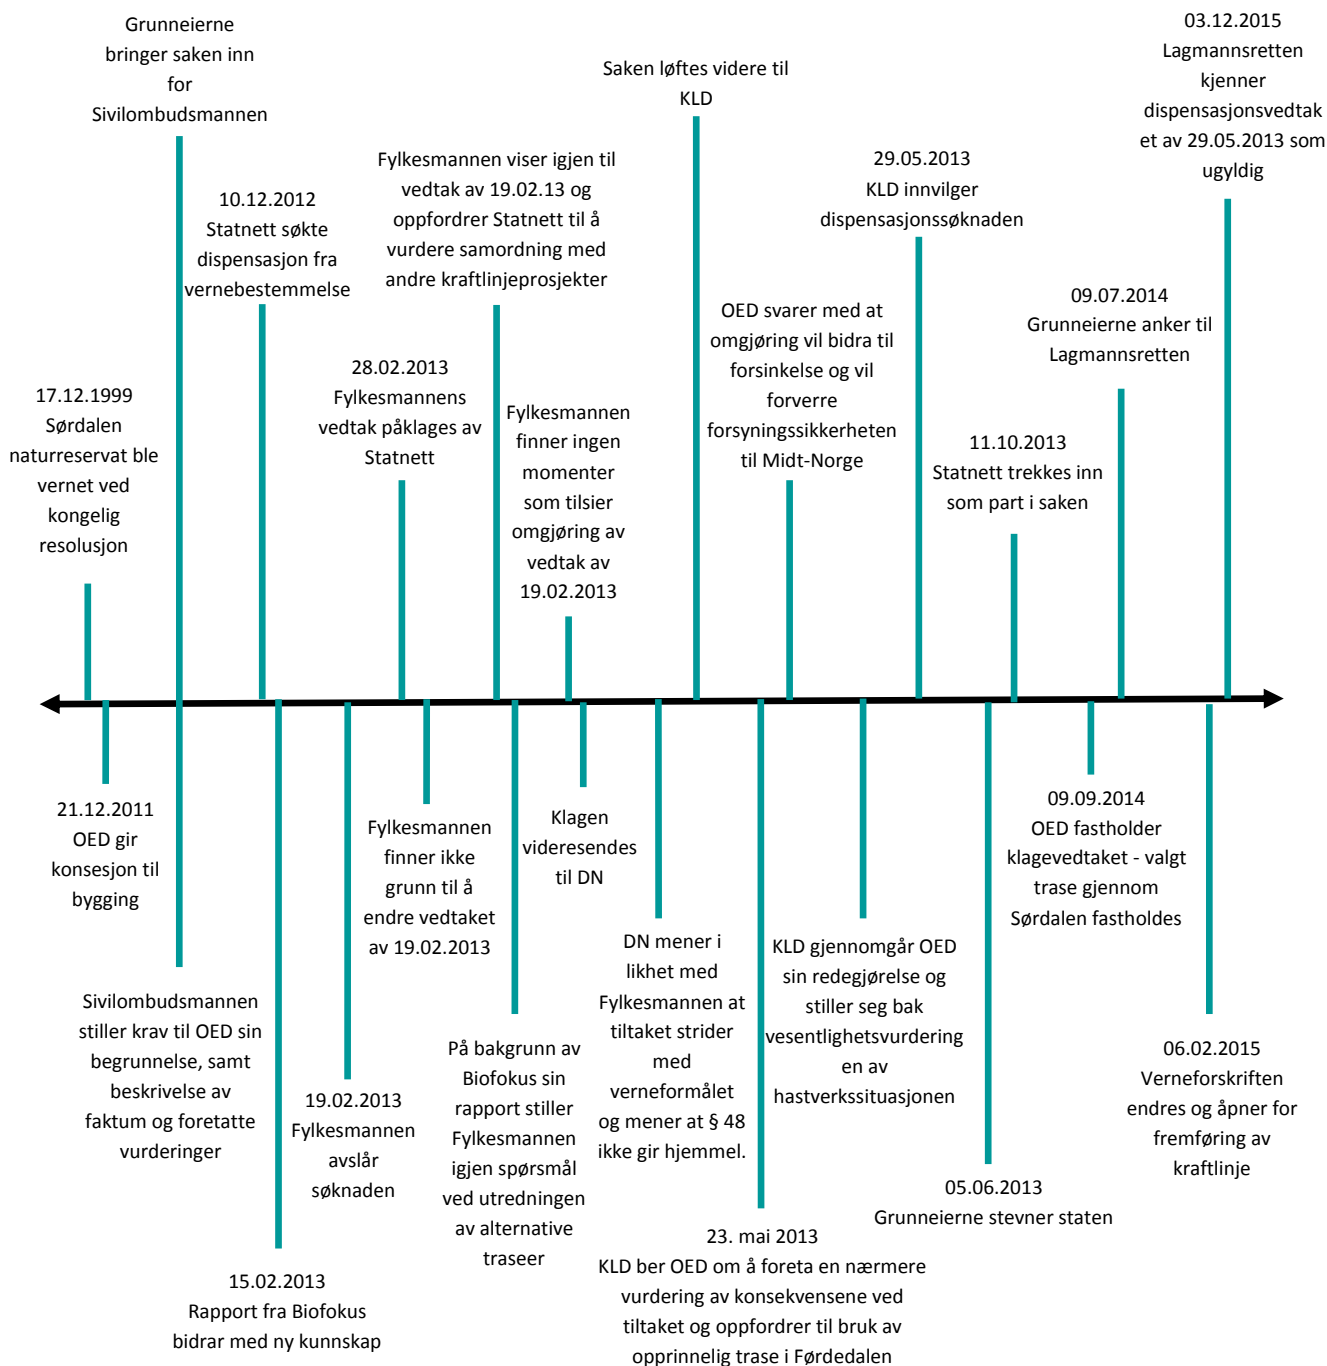 Grunneierne
bringer saken inn
for
Sivilombudsmannen
03.12.2015
Lagmannsretten
kjenner
dispensasjonsvedtak
et av 29.05.2013 som
ugyldig
Saken løftes videre til
KLD
Fylkesmannen viser igjen til
vedtak av 19.02.13 og
oppfordrer Statnett til å
vurdere samordning med
andre kraftlinjeprosjekter
29.05.2013
KLD innvilger
dispensasjonssøknaden
10.12.2012
Statnett søkte
dispensasjon fra
vernebestemmelse
09.07.2014
Grunneierne anker til
Lagmannsretten
OED svarer med at
omgjøring vil bidra til
forsinkelse og vil
forverre
forsyningssikkerheten
til Midt-Norge
28.02.2013
Fylkesmannens
vedtak påklages av
Statnett
17.12.1999
Sørdalen
naturreservat ble
vernet ved
kongelig
resolusjon
Fylkesmannen
finner ingen
momenter
som tilsier
omgjøring av
vedtak av
19.02.2013
11.10.2013
Statnett trekkes inn
som part i saken
21.12.2011
OED gir
konsesjon til
bygging
Fylkesmannen
finner ikke
grunn til å
endre vedtaket
av 19.02.2013
Klagen
videresendes
til DN
09.09.2014
OED fastholder
klagevedtaket - valgt
trase gjennom
Sørdalen fastholdes
Sivilombudsmannen
stiller krav til OED sin
begrunnelse, samt
beskrivelse av
faktum og foretatte
vurderinger
DN mener i
likhet med
Fylkesmannen at
tiltaket strider
med
verneformålet
og mener at § 48
ikke gir hjemmel.
KLD gjennomgår OED
sin redegjørelse og
stiller seg bak
vesentlighetsvurdering
en av
hastverkssituasjonen
På bakgrunn av
Biofokus sin
rapport stiller
Fylkesmannen
igjen spørsmål
ved utredningen
av alternative
traseer
06.02.2015
Verneforskriften
endres og åpner for
fremføring av
kraftlinje
19.02.2013
Fylkesmannen
avslår
søknaden
05.06.2013
Grunneierne stevner staten
23. mai 2013
KLD ber OED om å foreta en nærmere
vurdering av konsekvensene ved
tiltaket og oppfordrer til bruk av
opprinnelig trase i Førdedalen
15.02.2013
Rapport fra Biofokus
bidrar med ny kunnskap